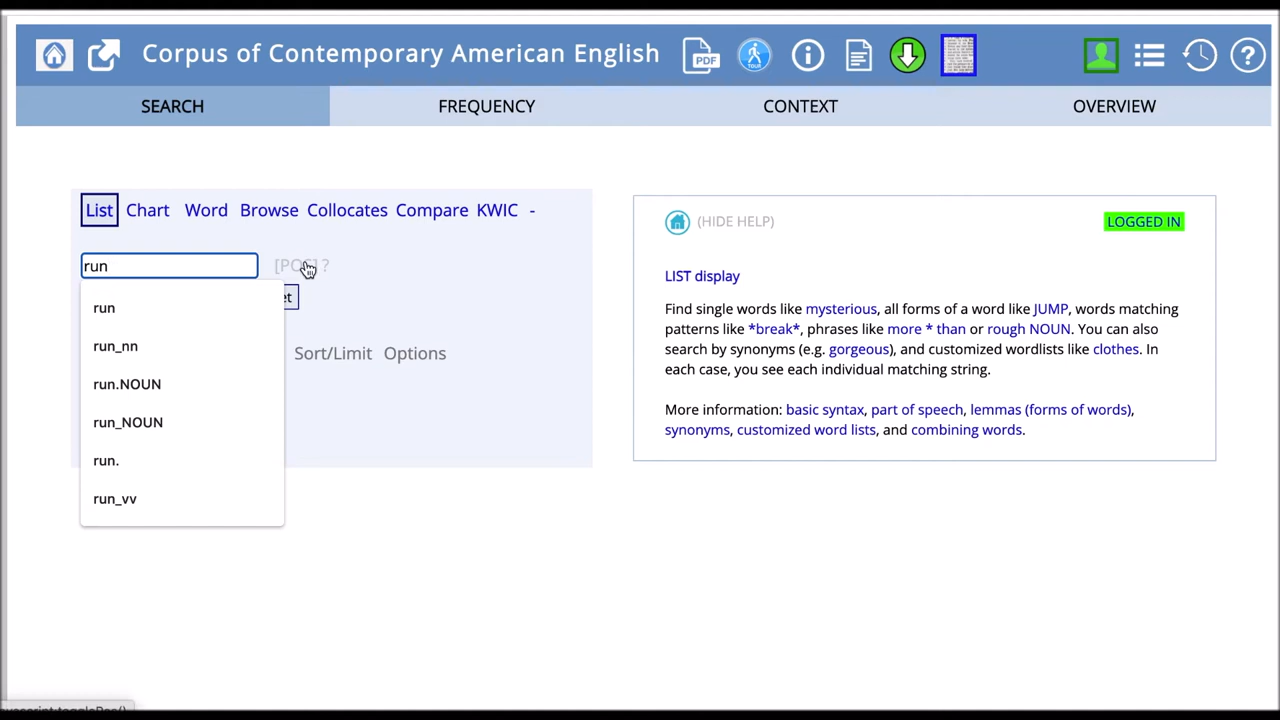 Corpus of Contemporary American English PDF TOUR
SEARCH FREQUENCY CONTEXT OVERVIEW
List Chart Word Browse Collocates Compare KWIC -
run
?
run
run_nn
run.NOUN
run_NOUN
run.
run_vv
Sort/Limit Options
(HIDE HELP) LOGGED IN
LIST display
Find single words like mysterious, all forms of a word like JUMP, words matching
patterns like *break*, phrases like more * than or rough NOUN. You can also
search by synonyms (e.g. gorgeous), and customized wordlists like clothes. In
each case, you see each individual matching string.
More information: basic syntax, part of speech, lemmas (forms of words),
synonyms, customized word lists, and combining words.